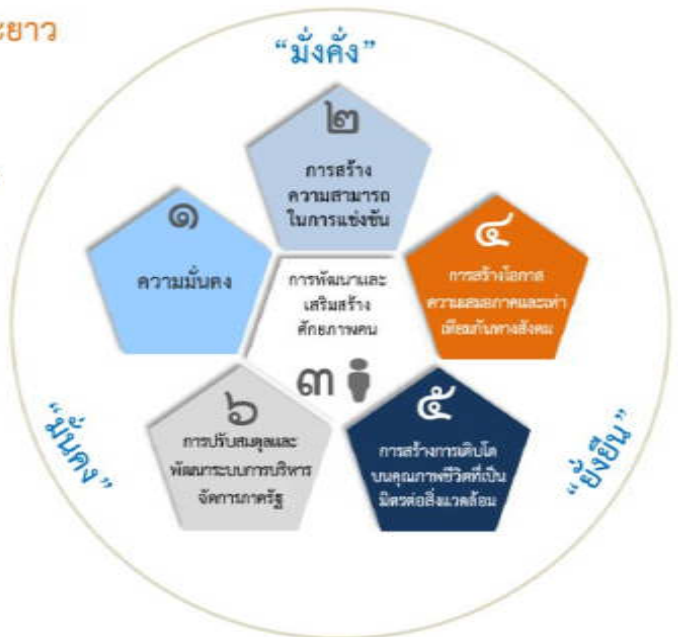 ะยาว
“มั่งคั่ง”
๒
การสร้าง
ความสามารถ
ในการแข่งขัน
๑
ความมั่นคง
๔
การสร้างโอกาส
ความเสมอภาคและเท่า
เทียมกันทางสังคม
การพัฒนาและ
เสริมสร้าง
ศักยภาพคน
๓
๖
การปรับสมดุลและ
พัฒนาระบบการบริหาร
จัดการภาครัฐ
๕
การสร้างการเติบโต
บนคุณภาพชีวิตที่เป็น
มิตรต่อสิ่งแวดล้อม
“มั่นคง”
“ยั่งยืน”